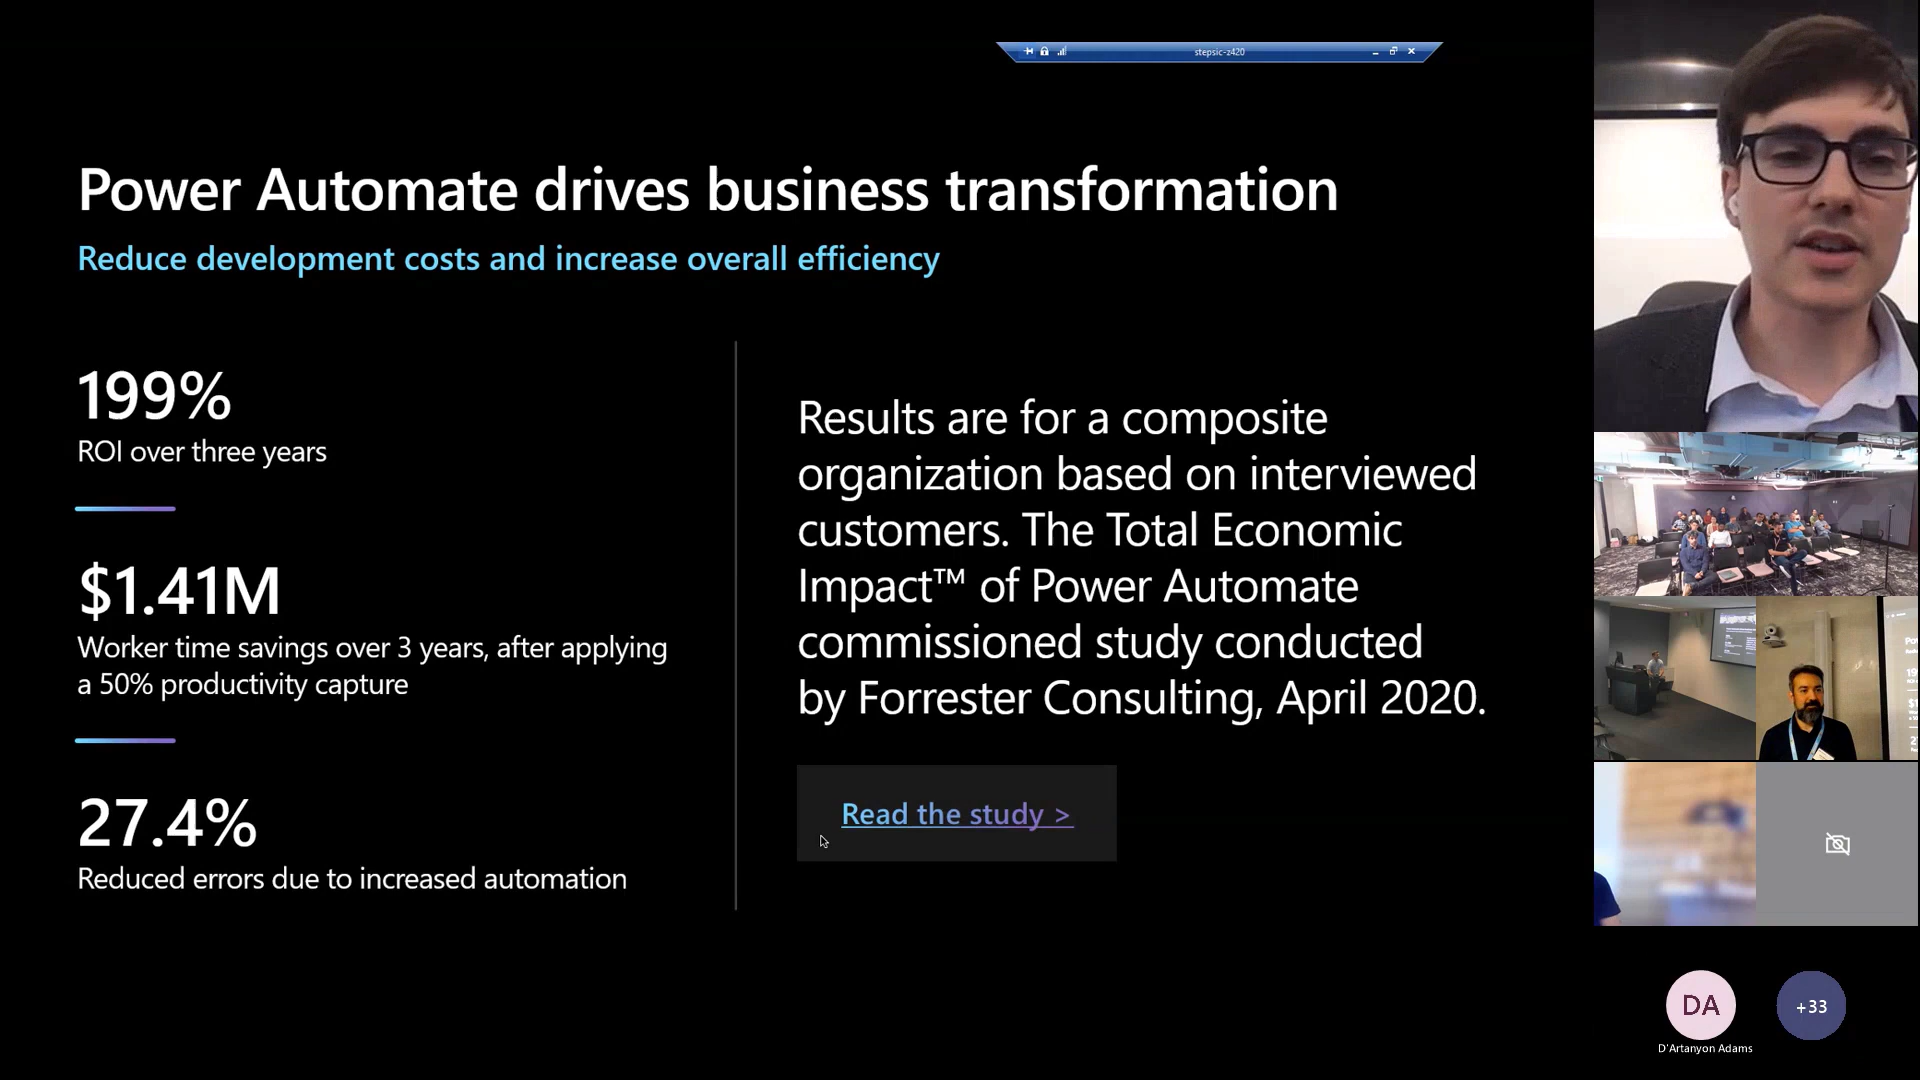 stepsic-z420
Power Automate drives business transformation
Reduce development costs and increase overall efficiency
199%
ROI over three years
$1.41M
Worker time savings over 3 years, after applying
a 50% productivity capture
27.4%
Reduced errors due to increased automation
Results are for a composite
organization based on interviewed
customers. The Total Economic
Impact™ of Power Automate
commissioned study conducted
by Forrester Consulting, April 2020.
Read the study >
DA
+33
D'Artanyon Adams